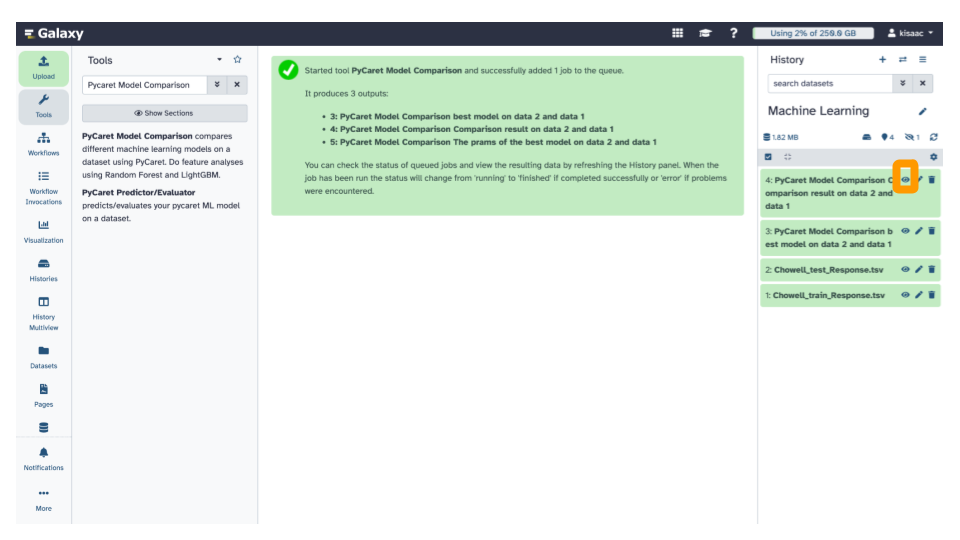 Galaxy
Using 2% of 250.0 GB
kisaac
Upload
Tools
Workflows
Workflow
Invocations
Visualization
Histories
History
Multiview
Datasets
Pages
Notifications
More
Tools
Pycaret Model Comparison
Show Sections
PyCaret Model Comparison compares
different machine learning models on a
dataset using PyCaret. Do feature analyses
using Random Forest and LightGBM.
PyCaret Predictor/Evaluator
predicts/evaluates your pycaret ML model
on a dataset.
Started tool PyCaret Model Comparison and successfully added 1 job to the queue.
It produces 3 outputs:
• 3: PyCaret Model Comparison best model on data 2 and data 1
• 4: PyCaret Model Comparison Comparison result on data 2 and data 1
• 5: PyCaret Model Comparison The prams of the best model on data 2 and data 1
You can check the status of queued jobs and view the resulting data by refreshing the History panel. When the
job has been run the status will change from 'running' to 'finished' if completed successfully or 'error' if problems
were encountered.
History
search datasets
Machine Learning
1.82 MB
4
1
4: PyCaret Model Comparison C
omparison result on data 2 and
data 1
3: PyCaret Model Comparison b
est model on data 2 and data 1
2: Chowell_test_Response.tsv
1: Chowell_train_Response.tsv